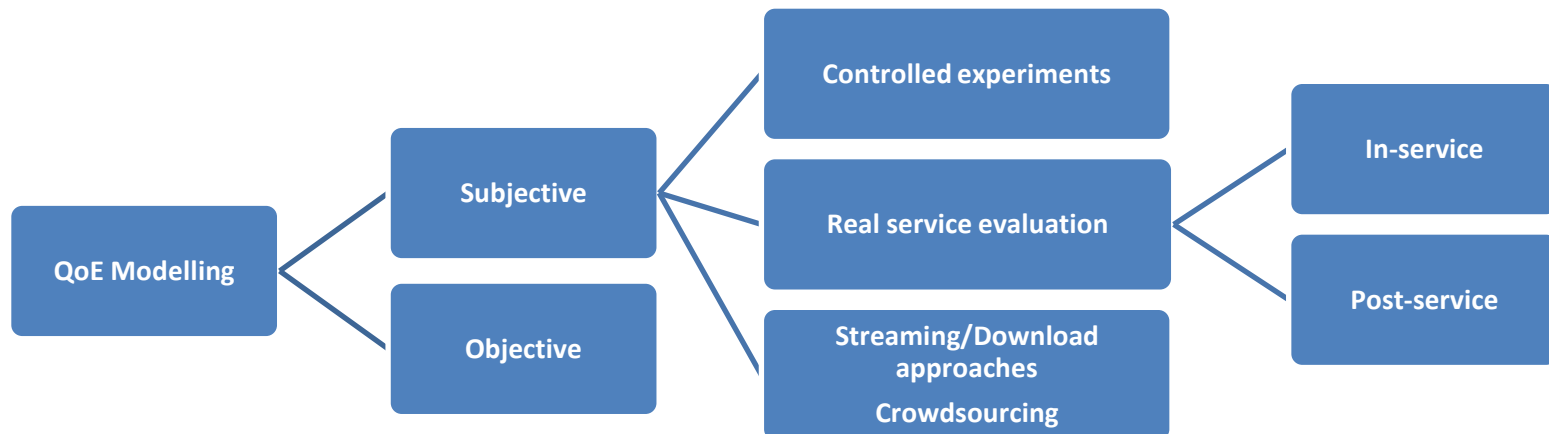 QoE Modelling
Subjective
Objective
Controlled experiments
Real service evaluation
Streaming/Download
approaches
Crowdsourcing
In-service
Post-service